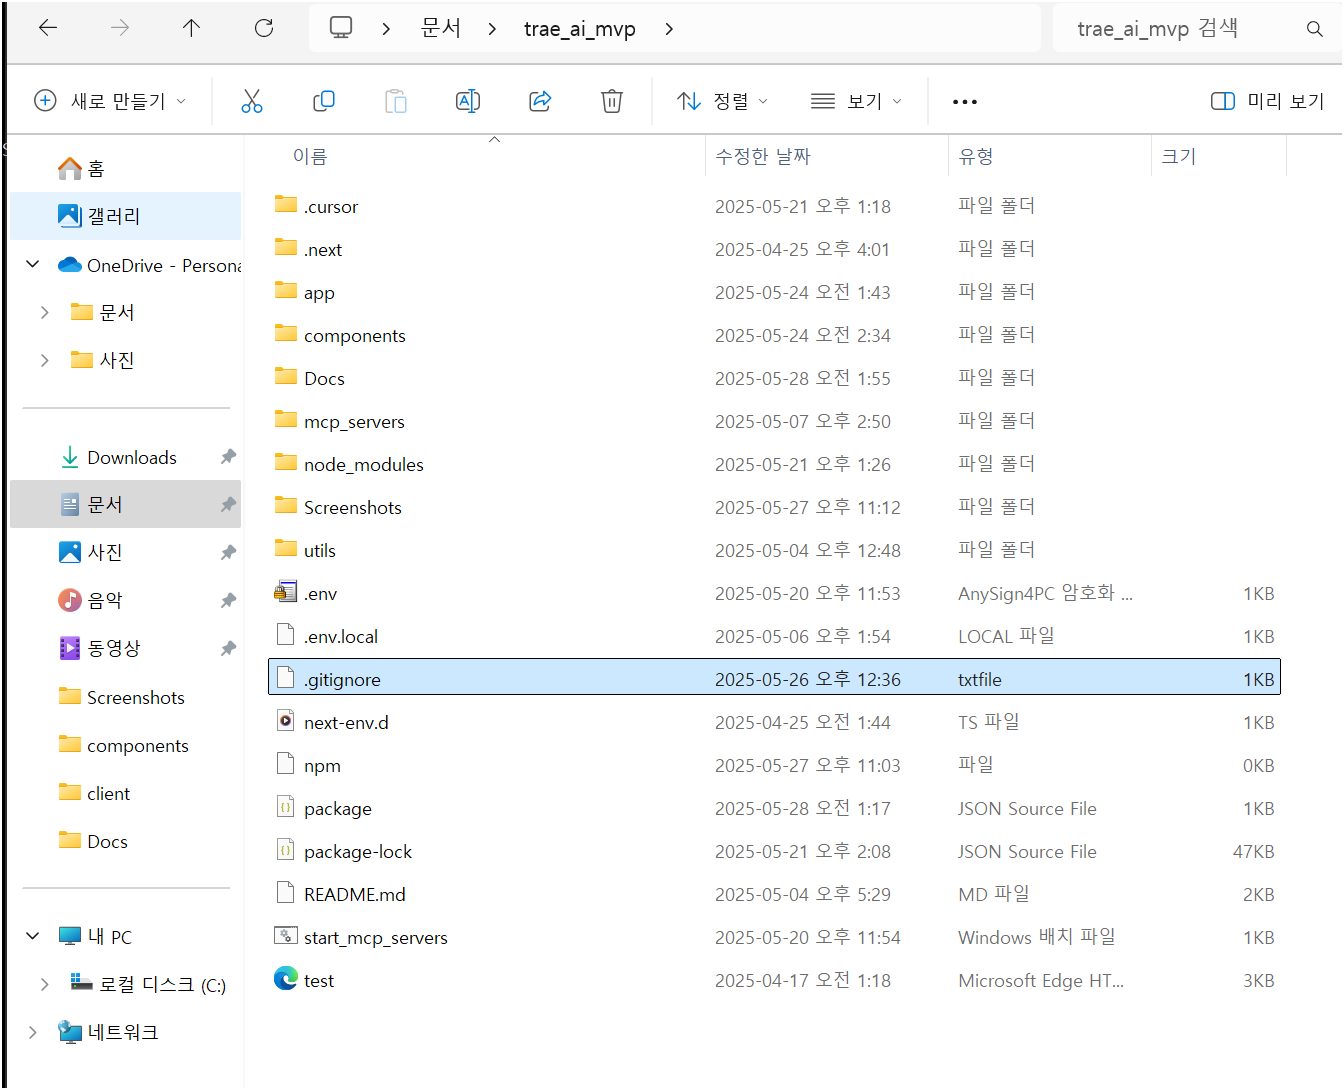 문서
trae_ai_mvp
trae_ai_mvp 검색
새로 만들기
정렬
보기
미리 보기
이름
수정한 날짜
유형
크기
홈
갤러리
OneDrive - Persona
문서
사진
Downloads
문서
사진
음악
동영상
Screenshots
components
client
Docs
내 PC
로컬 디스크 (C:)
네트워크
.cursor 2025-05-21 오후 1:18 파일 폴더
.next 2025-04-25 오후 4:01 파일 폴더
app 2025-05-24 오전 1:43 파일 폴더
components 2025-05-24 오전 2:34 파일 폴더
Docs 2025-05-28 오전 1:55 파일 폴더
mcp_servers 2025-05-07 오후 2:50 파일 폴더
node_modules 2025-05-21 오후 1:26 파일 폴더
Screenshots 2025-05-27 오후 11:12 파일 폴더
utils 2025-05-04 오후 12:48 파일 폴더
.env 2025-05-20 오후 11:53 AnySign4PC 암호화 ... 1KB
.env.local 2025-05-06 오후 1:54 LOCAL 파일 1KB
.gitignore 2025-05-26 오후 12:36 txtfile 1KB
next-env.d 2025-04-25 오전 1:44 TS 파일 1KB
npm 2025-05-27 오후 11:03 파일 0KB
package 2025-05-28 오전 1:17 JSON Source File 1KB
package-lock 2025-05-21 오후 2:08 JSON Source File 47KB
README.md 2025-05-04 오후 5:29 MD 파일 2KB
start_mcp_servers 2025-05-20 오후 11:54 Windows 배치 파일 1KB
test 2025-04-17 오전 1:18 Microsoft Edge HT... 3KB